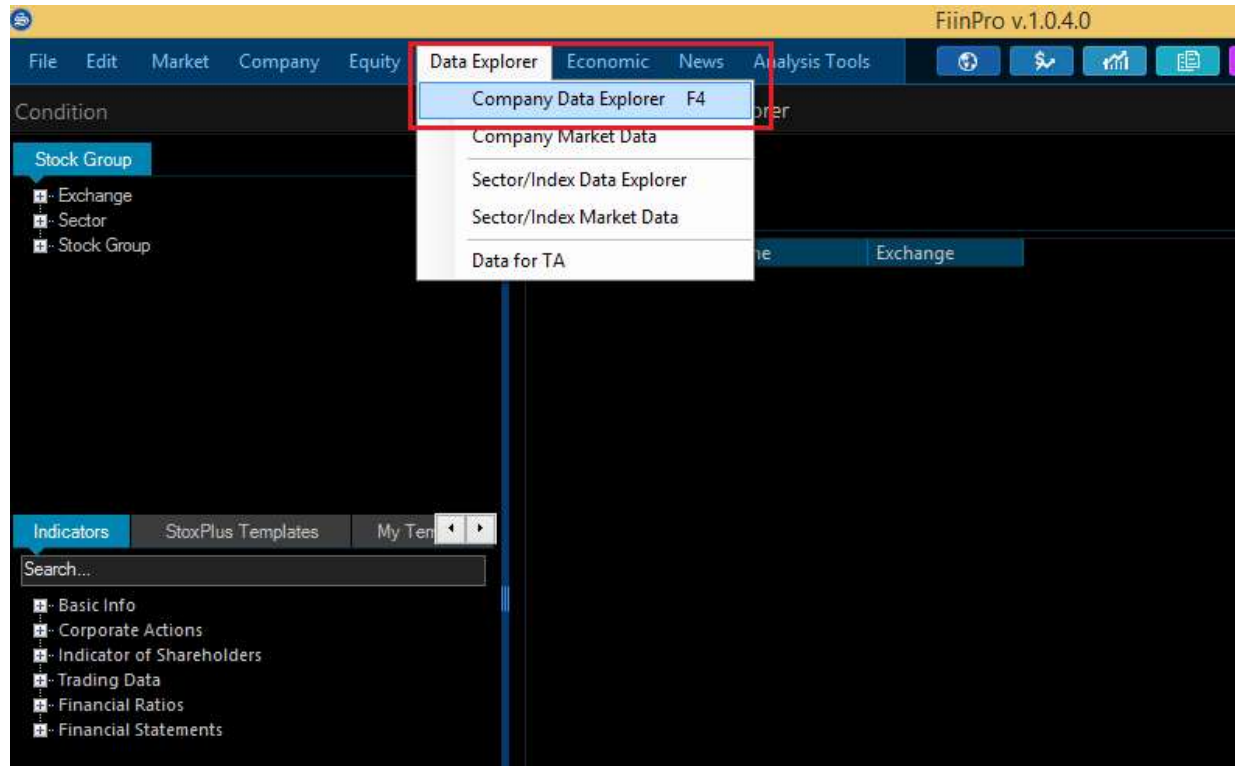 FiinPro v.1.0.4.0
File Edit Market Company Equity Data Explorer Economic News Analysis Tools
Condition
Company Data Explorer F4
Company Market Data
Sector/Index Data Explorer
Sector/Index Market Data
Data for TA
Stock Group
Exchange
Sector
Stock Group
Exchange
Indicators StoxPlus Templates My
Search...
Basic Info
Corporate Actions
Indicator of Shareholders
Trading Data
Financial Ratios
Financial Statements